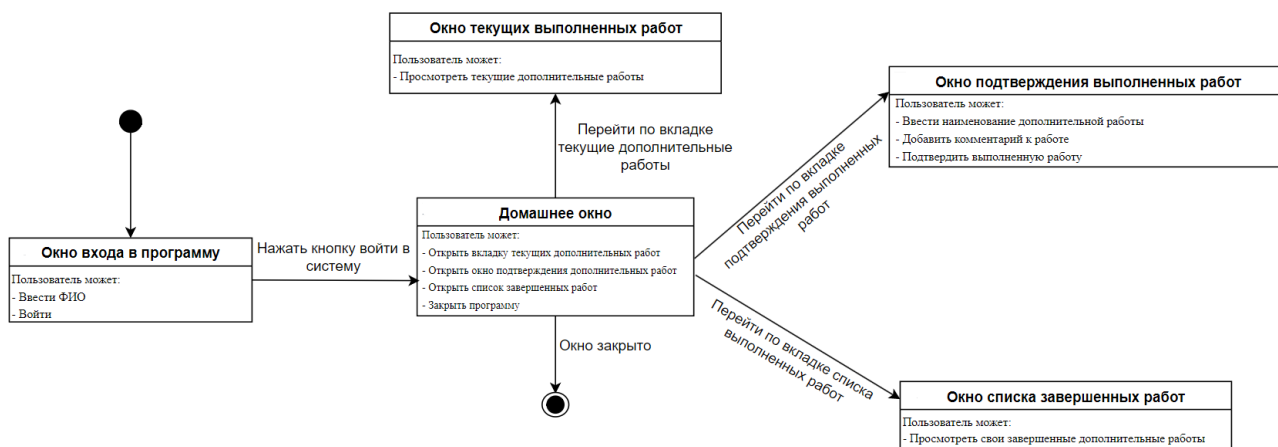 Окно текущих выполненных работ
Пользователь может:
- Просмотреть текущие дополнительные работы
Окно подтверждения выполненных работ
Пользователь может:
- Ввести наименование дополнительной работы
- Добавить комментарий к работе
- Подтвердить выполненную работу
Перейти по вкладке
текущие дополнительные
работы
Перейти по вкладке
подтверждения выполненных
работ
Домашнее окно
Пользователь может:
- Открыть вкладку текущих дополнительных работ
- Открыть окно подтверждения дополнительных работ
- Открыть список завершенных работ
- Закрыть программу
Окно входа в программу
Пользователь может:
- Ввести ФИО
- Войти
Нажать кнопку войти в
систему
Окно закрыто
Перейти по вкладке списка
выполненных работ
Окно списка завершенных работ
Пользователь может:
- Просмотреть свои завершенные дополнительные работы